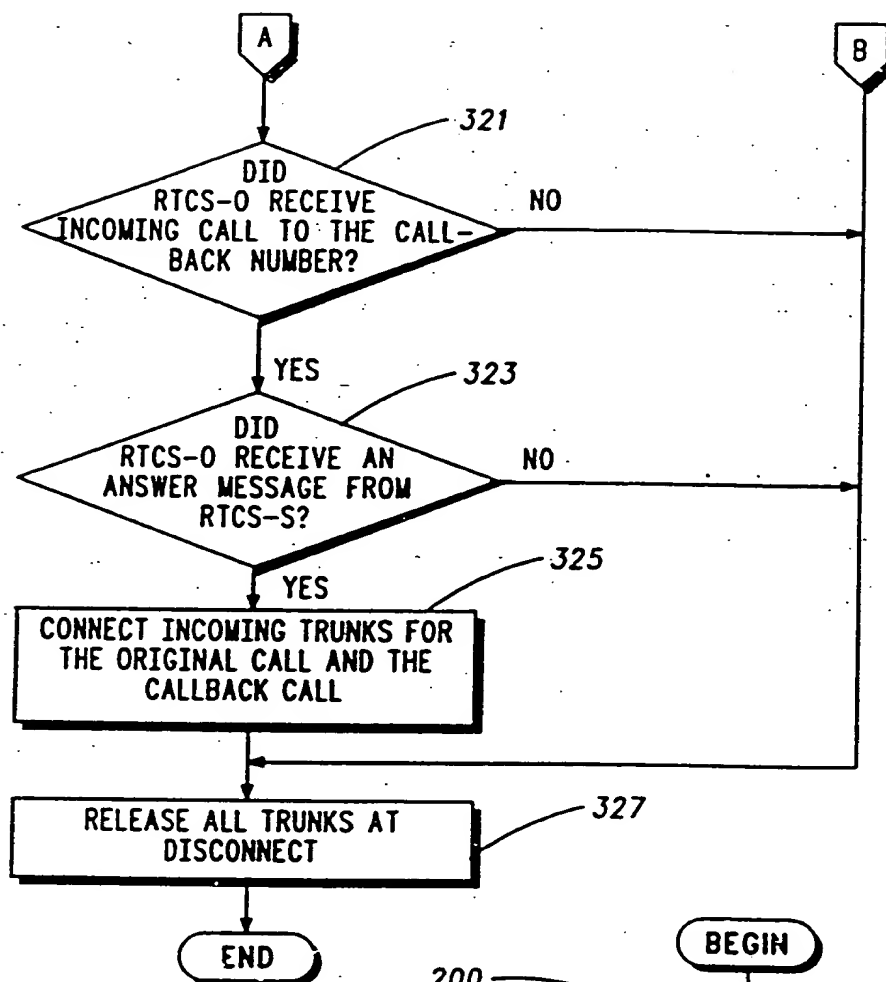 A
B
321
DID
RTCS-O RECEIVE
INCOMING CALL TO THE CALL-
BACK NUMBER?
NO
YES
323
DID
RTCS-O RECEIVE AN
ANSWER MESSAGE FROM
RTCS-S?
NO
YES
325
CONNECT INCOMING TRUNKS FOR
THE ORIGINAL CALL AND THE
CALLBACK CALL
RELEASE ALL TRUNKS AT
DISCONNECT
327
END
BEGIN
200